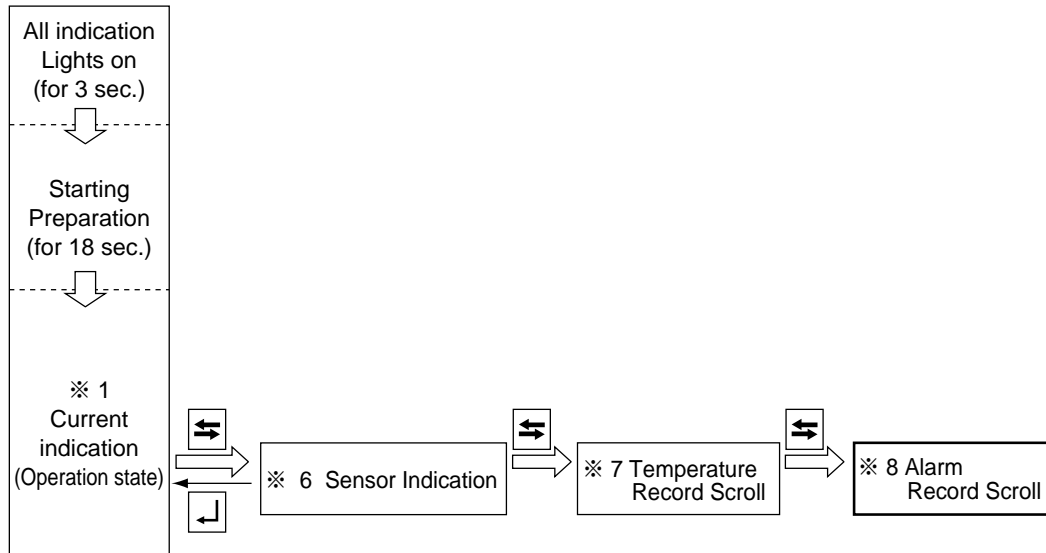 All indication
Lights on
(for 3 sec.)
Starting
Preparation
(for 18 sec.)
※ 1
Current
indication
(Operation state)
※ 6 Sensor Indication
※ 7 Temperature
Record Scroll
※ 8 Alarm
Record Scroll